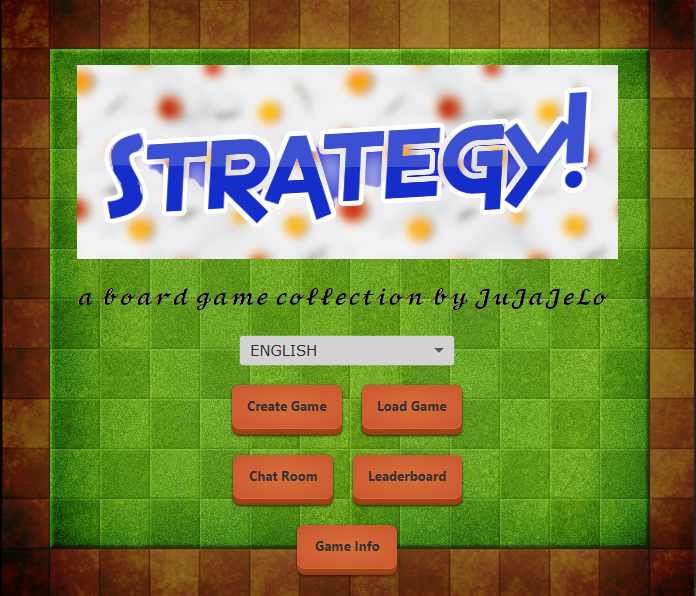 STRATEGY!
a board game collection by JuJaJeLo
ENGLISH
Create Game
Load Game
Chat Room
Leaderboard
Game Info